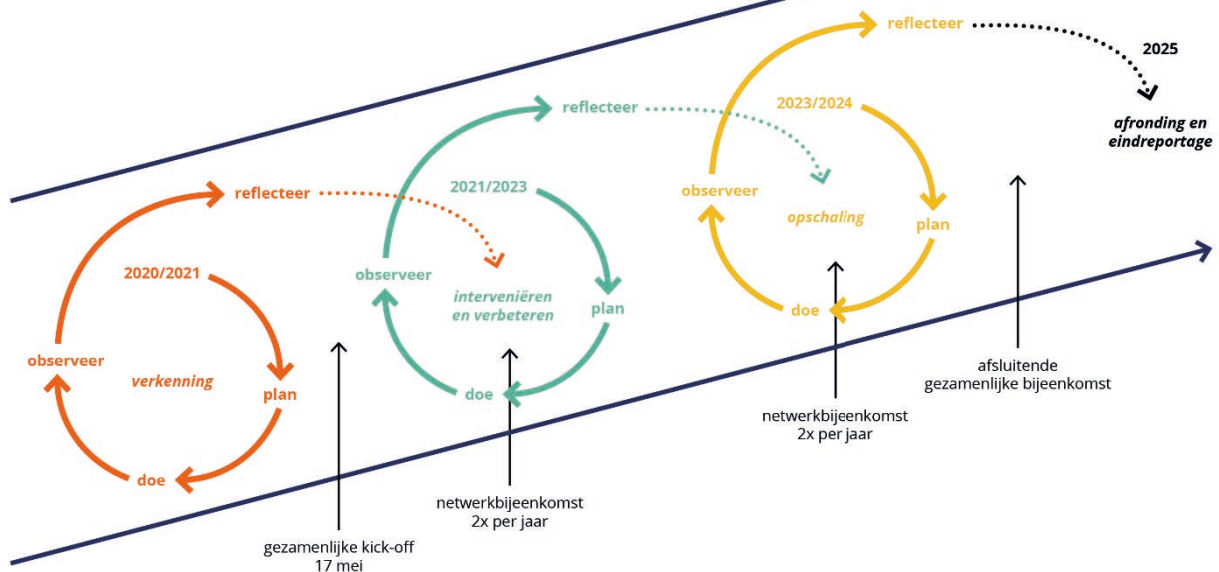 2020/2021
plan
doe
observeer
reflecteer
verkenning
gezamenlijke kick-off
17 mei
2021/2023
plan
doe
observeer
reflecteer
interveniëren
en verbeteren
netwerkbijeenkomst
2x per jaar
2023/2024
plan
doe
observeer
reflecteer
opschaling
netwerkbijeenkomst
2x per jaar
afsluitende
gezamenlijke bijeenkomst
2025
afronding en
eindreportage